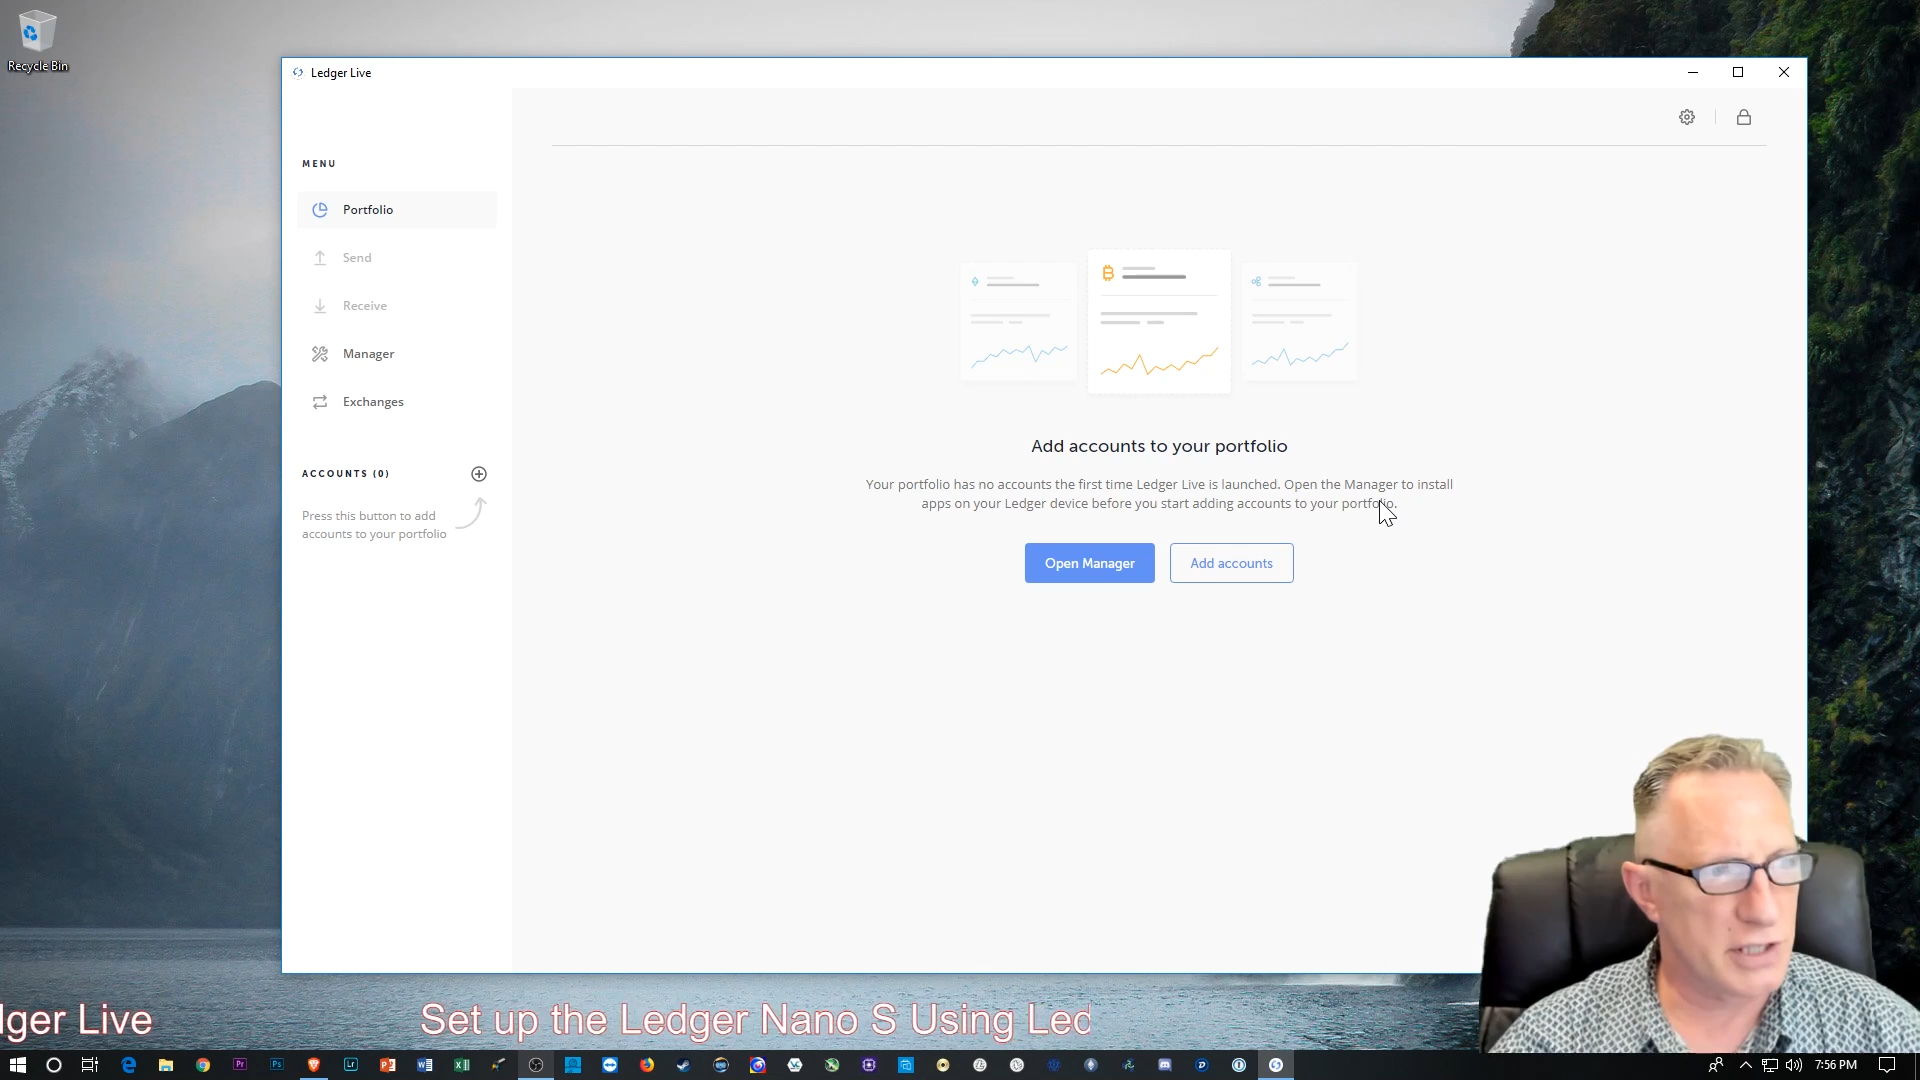 Recycle Bin
Ledger Live
MENU
Portfolio
Send
Receive
Manager
Exchanges
ACCOUNTS (0)
Press this button to add
accounts to your portfolio
Add accounts to your portfolio
Your portfolio has no accounts the first time Ledger Live is launched. Open the Manager to install
apps on your Ledger device before you start adding accounts to your portfolio.
Open Manager
Add accounts
lger Live
Set up the Ledger Nano S Using Led
Pr
Ps
Lr
7:56 PM